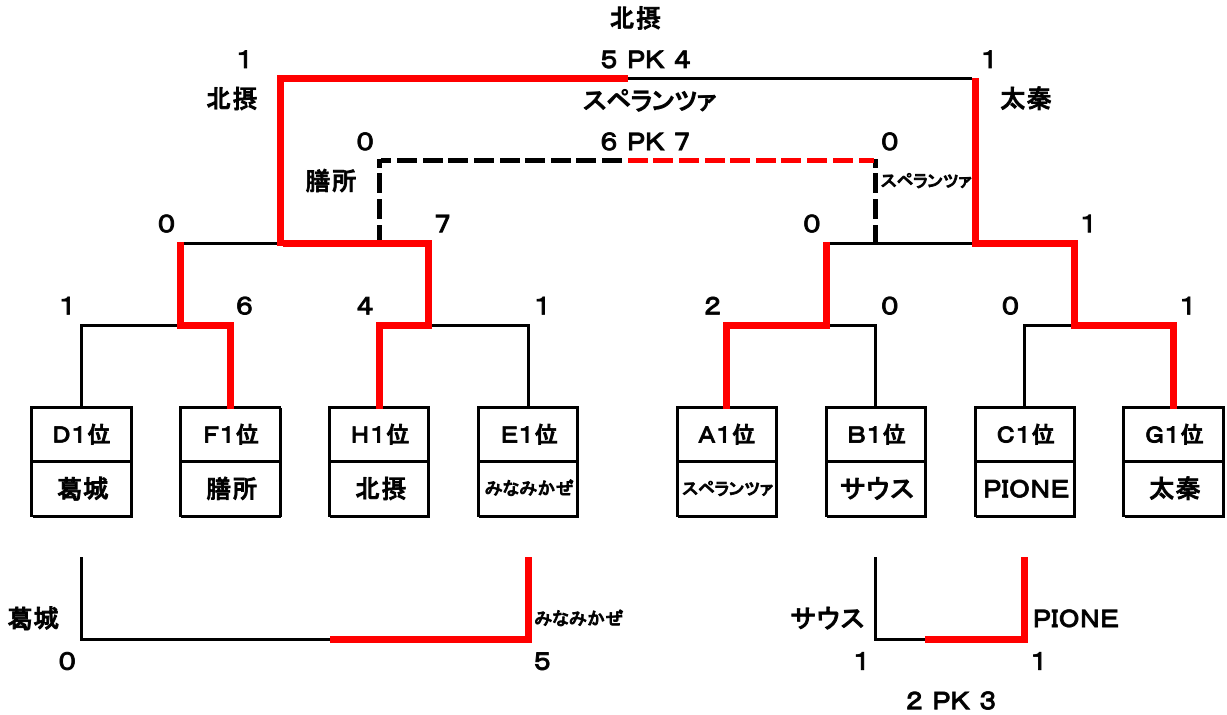 北摂
1 5 PK 4 1
北摂 スペランツァ 太秦
0 6 PK 7 0
膳所 スペランツァ
0 7 0 1
1 6 4 1 2 0 0 1
D1位 F1位 H1位 E1位 A1位 B1位 C1位 G1位
葛城 膳所 北摂 みなみかぜ スペランツァ サウス PIONE 太秦
葛城 みなみかぜ サウス PIONE
0 5 1 1
2 PK 3